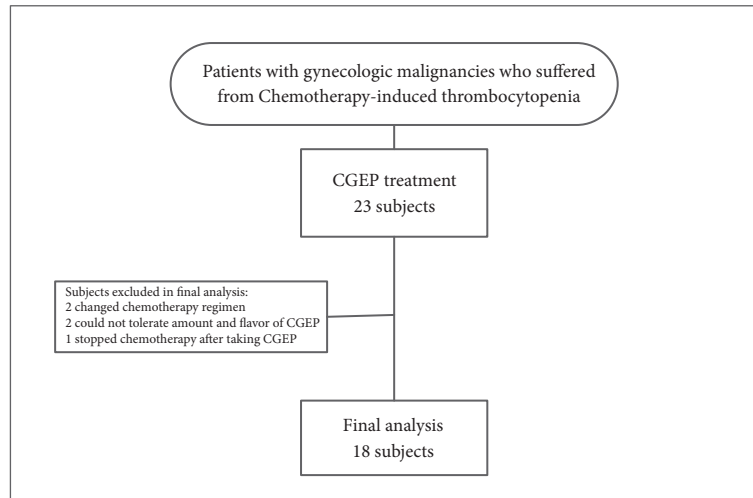 Patients with gynecologic malignancies who suffered
from Chemotherapy-induced thrombocytopenia
CGEP treatment
23 subjects
Subjects excluded in final analysis:
2 changed chemotherapy regimen
2 could not tolerate amount and flavor of CGEP
1 stopped chemotherapy after taking CGEP
Final analysis
18 subjects